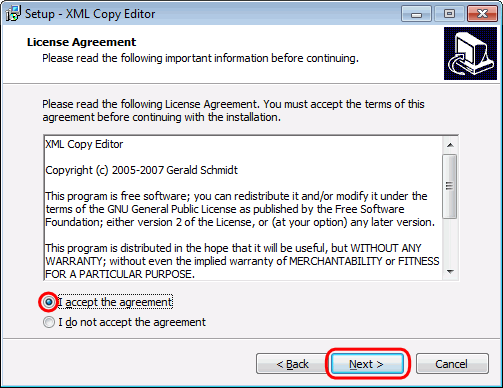 Setup - XML Copy Editor
License Agreement
Please read the following important information before continuing.
Please read the following License Agreement. You must accept the terms of this
agreement before continuing with the installation.
XML Copy Editor
Copyright (c) 2005-2007 Gerald Schmidt
This program is free software; you can redistribute it and/or modify it under the
terms of the GNU General Public License as published by the Free Software
Foundation; either version 2 of the License, or (at your option) any later version.
This program is distributed in the hope that it will be useful, but WITHOUT ANY
WARRANTY; without even the implied warranty of MERCHANTABILITY or FITNESS
FOR A PARTICULAR PURPOSE.
I accept the agreement
I do not accept the agreement
< Back
Next >
Cancel